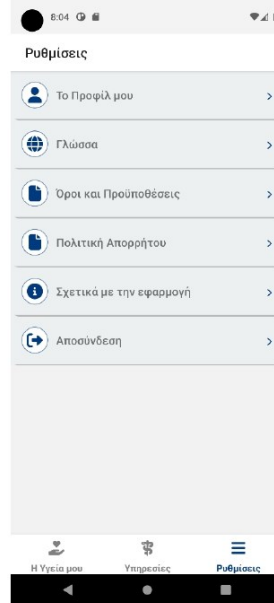 8:04
Ρυθμίσεις
Το Προφίλ μου
Γλώσσα
Όροι και Προϋποθέσεις
Πολιτική Απορρήτου
Σχετικά με την εφαρμογή
Αποσύνδεση
Η Υγεία μου Υπηρεσίες Ρυθμίσεις